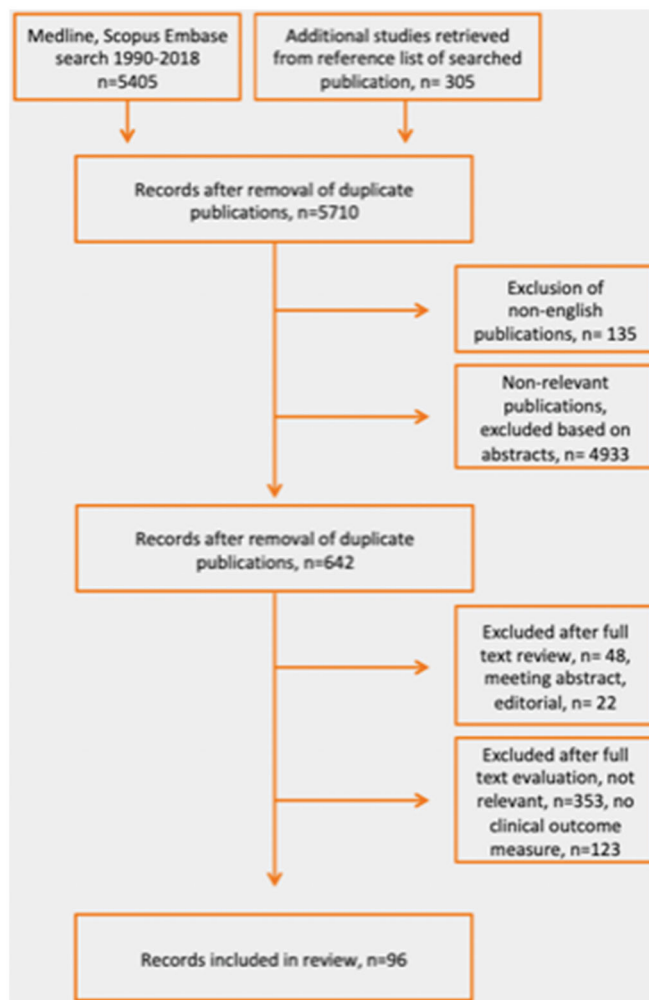 Medline, Scopus Embase
search 1990-2018
n=5405
Additional studies retrieved
from reference list of searched
publication, n= 305
Records after removal of duplicate
publications, n=5710
Exclusion of
non-english
publications, n= 135
Non-relevant
publications,
excluded based on
abstracts, n= 4933
Records after removal of duplicate
publications, n=642
Excluded after full
text review, n= 48,
meeting abstract,
editorial, n= 22
Excluded after full
text evaluation, not
relevant, n=353, no
clinical outcome
measure, n=123
Records included in review, n=96